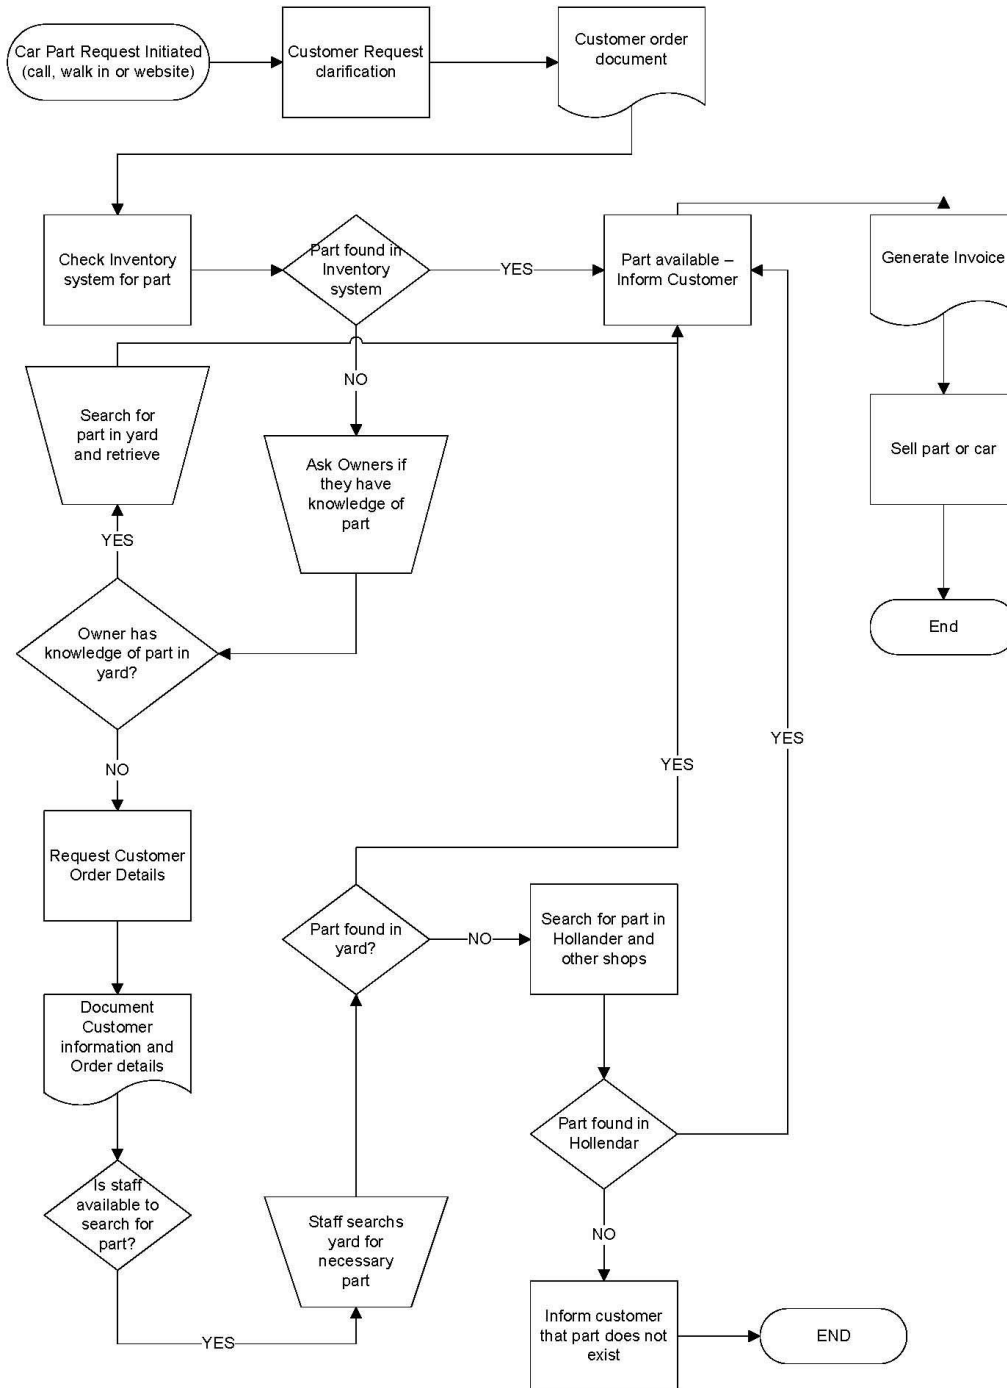 Car Part Request Initiated
(call, walk in or website)
Customer Request
clarification
Customer order
document
Check Inventory
system for part
Part found in
Inventory
system
YES
Part available –
Inform Customer
Generate Invoice
NO
Search for
part in yard
and retrieve
Ask Owners if
they have
knowledge of
part
Sell part or car
YES
Owner has
knowledge of part in
yard?
End
YES
YES
NO
Request Customer
Order Details
Part found in
yard?
NO
Search for part in
Hollander and
other shops
Document
Customer
information and
Order details
Part found in
Hollendar
Is staff
available to
search for
part?
Staff searchs
yard for
necessary
part
NO
YES
Inform customer
that part does not
exist
END